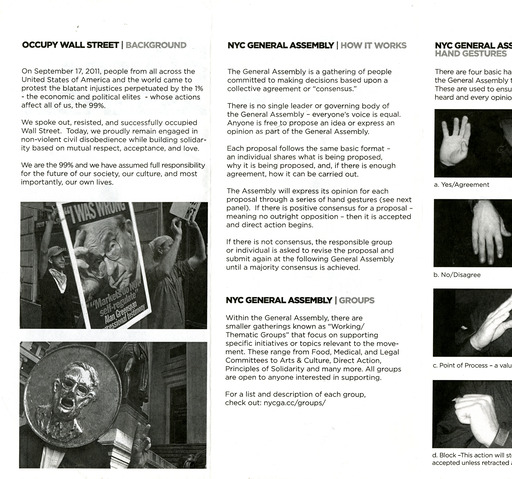 OCCUPY WALL STREET | BACKGROUND
On September 17, 2011, people from all across the
United States of America and the world came to
protest the blatant injustices perpetuated by the 1%
- the economic and political elites - whose actions
affect all of us, the 99%.
We spoke out, resisted, and successfully occupied
Wall Street. Today, we proudly remain engaged in
non-violent civil disobedience while building solidar-
ity based on mutual respect, acceptance, and love.
We are the 99% and we have assumed full responsibility
for the future of our society, our culture, and most
importantly, our own lives.
"I WAS WRONG"
"Markets
self-regulate
Alan Greenspan
NYC GENERAL ASSEMBLY | HOW IT WORKS
The General Assembly is a gathering of people
committed to making decisions based upon a
collective agreement or "consensus."
There is no single leader or governing body of
the General Assembly – everyone's voice is equal.
Anyone is free to propose an idea or express an
opinion as part of the General Assembly.
Each proposal follows the same basic format –
an individual shares what is being proposed,
why it is being proposed, and, if there is enough
agreement, how it can be carried out.
The Assembly will express its opinion for each
proposal through a series of hand gestures (see next
panel). If there is positive consensus for a proposal –
meaning no outright opposition – then it is accepted
and direct action begins.
If there is not consensus, the responsible group
or individual is asked to revise the proposal and
submit again at the following General Assembly
until a majority consensus is achieved.
NYC GENERAL ASSEMBLY | GROUPS
Within the General Assembly, there are
smaller gatherings known as "Working/
Thematic Groups" that focus on supporting
specific initiatives or topics relevant to the move-
ment. These range from Food, Medical, and Legal
Committees to Arts & Culture, Direct Action,
Principles of Solidarity and many more. All groups
are open to anyone interested in supporting.
For a list and description of each group,
check out: nycga.cc/groups/
NYC GENERAL ASS
HAND GESTURES
There are four basic ha
the General Assembly t
These are used to ensu
heard and every opinio
a. Yes/Agreement
b. No/Disagree
c. Point of Process – a valu
d. Block –This action will st
accepted unless retracted